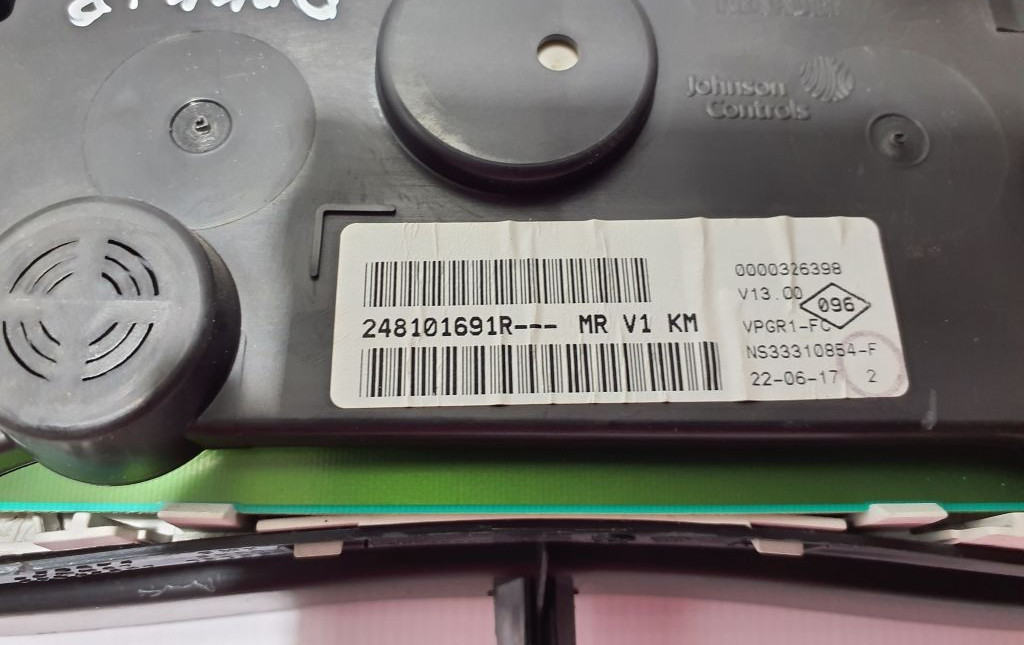 Johnson
Controls
0000326398
V13.00
096
248101691R--- MR V1 KM
VPGR1-FC
NS33310854-F
22-06-17 2